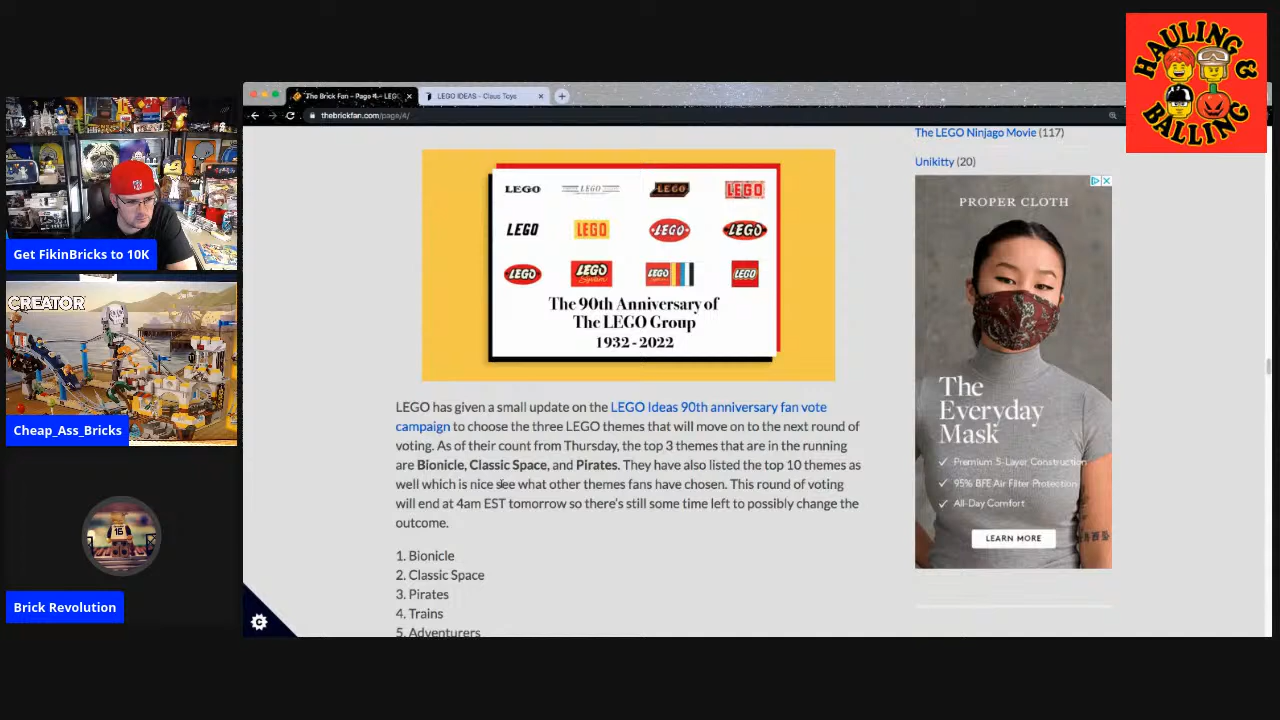 HAULING &
BALLING
The Brick Fan - Page 4 - LEG
LEGO IDEAS - Claus Toys
thebrickfan.com/page/4/
Get FikinBricks to 10K
CREATOR
Cheap_Ass_Bricks
16
Brick Revolution
LEGO LEGO LEGO LEGO
LEGO LEGO LEGO LEGO
LEGO LEGO System LEGO LEGO
The 90th Anniversary of
The LEGO Group
1932 - 2022
LEGO has given a small update on the LEGO Ideas 90th anniversary fan vote
campaign to choose the three LEGO themes that will move on to the next round of
voting. As of their count from Thursday, the top 3 themes that are in the running
are Bionicle, Classic Space, and Pirates. They have also listed the top 10 themes as
well which is nice see what other themes fans have chosen. This round of voting
will end at 4am EST tomorrow so there's still some time left to possibly change the
outcome.
1. Bionicle
2. Classic Space
3. Pirates
4. Trains
5. Adventurers
The LEGO Ninjago Movie (117)
Unikitty (20)
PROPER CLOTH
The
Everyday
Mask
Premium 5-Layer Construction
95% BFE Air Filter Protection
All-Day Comfort
LEARN MORE